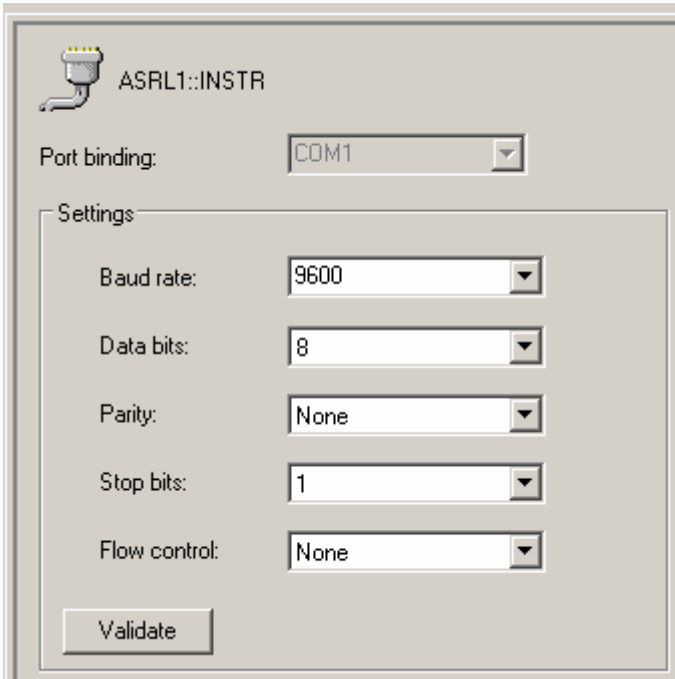 ASRL1::INSTR
Port binding: COM1
Settings
Baud rate: 9600
Data bits: 8
Parity: None
Stop bits: 1
Flow control: None
Validate